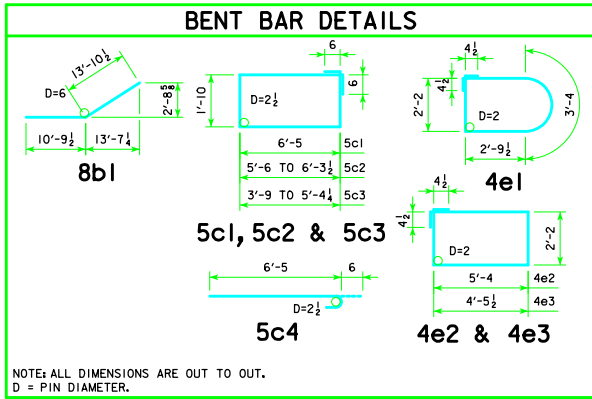 BENT BAR DETAILS
13'-10½
D=6
2'-8⅝
10'-9½
13'-7¼
8b1
6
6
1'-10
D=2½
6'-5 5c1
5'-6 TO 6'-3½ 5c2
3'-9 TO 5'-4¼ 5c3
5c1, 5c2 & 5c3
4½
4½
2'-2
D=2
3'-4
2'-9½
4e1
6'-5 6
D=2½
5c4
4½
4½
D=2
2'-2
5'-4 4e2
4'-5½ 4e3
4e2 & 4e3
NOTE: ALL DIMENSIONS ARE OUT TO OUT.
D = PIN DIAMETER.